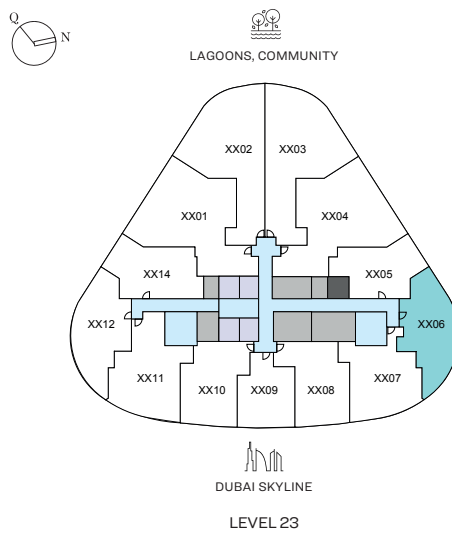 Q
N
LAGOONS, COMMUNITY
XX02 XX03
XX01 XX04
XX14 XX05
XX12 XX06
XX11 XX10 XX09 XX08 XX07
DUBAI SKYLINE
LEVEL 23